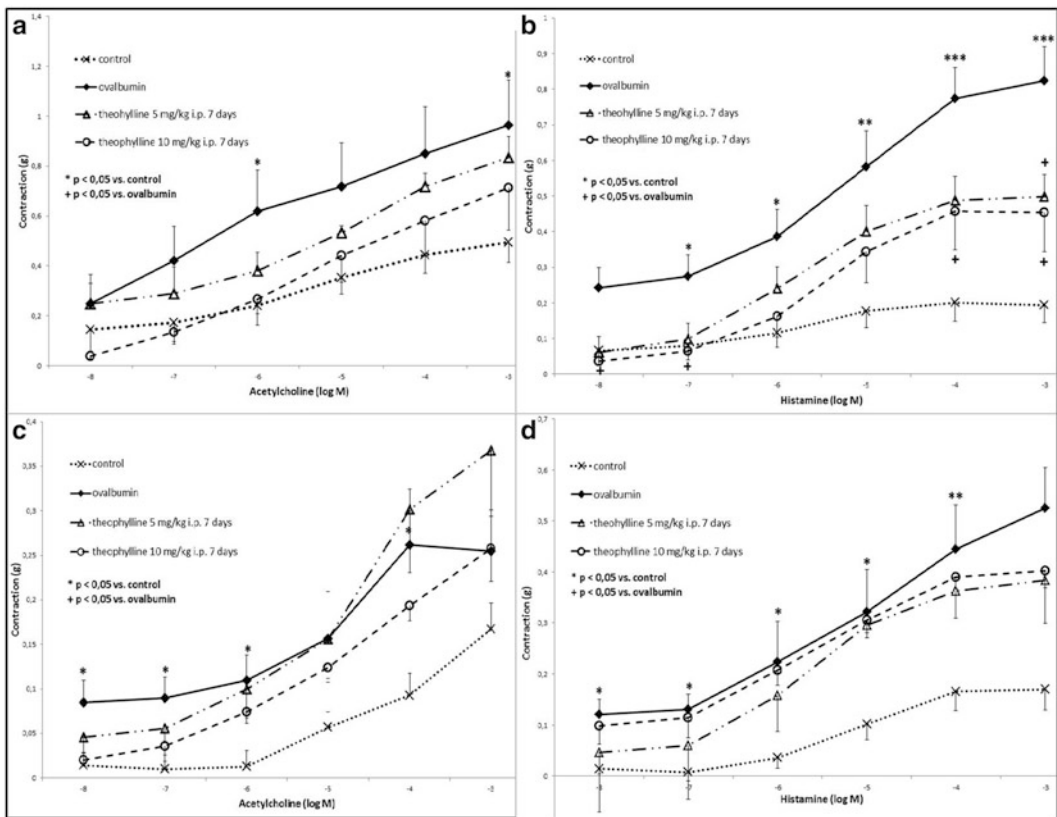 a
1,4
1,2
1
0,8
0,6
0,4
0,2
0
Contraction (g)
control
ovalbumin
theohylline 5 mg/kg i.p. 7 days
theophylline 10 mg/kg i.p. 7 days
* p < 0,05 vs. control
+ p < 0,05 vs. ovalbumin
*
*
-8 -7 -6 -5 -4 -3
Acetylcholine (log M)
b
0,9
0,8
0,7
0,6
0,5
0,4
0,3
0,2
0,1
0
Contraction (g)
control
ovalbumin
theohylline 5 mg/kg i.p. 7 days
theophylline 10 mg/kg i.p. 7 days
* p < 0,05 vs. control
+ p < 0,05 vs. ovalbumin
* * ** *** ***
+ + + + +
-8 -7 -6 -5 -4 -3
Histamine (log M)
c
0,4
0,35
0,3
0,25
0,2
0,15
0,1
0,05
0
Contraction (g)
control
ovalbumin
theohylline 5 mg/kg i.p. 7 days
theophylline 10 mg/kg i.p. 7 days
* p < 0,05 vs. control
+ p < 0,05 vs. ovalbumin
* * * *
-8 -7 -6 -5 -4 -3
Acetylcholine (log M)
d
0,7
0,6
0,5
0,4
0,3
0,2
0,1
0
Contraction (g)
control
ovalbumin
theohylline 5 mg/kg i.p. 7 days
theophylline 10 mg/kg i.p. 7 days
* p < 0,05 vs. control
+ p < 0,05 vs. ovalbumin
* * * * **
-8 -7 -6 -5 -4 -3
Histamine (log M)